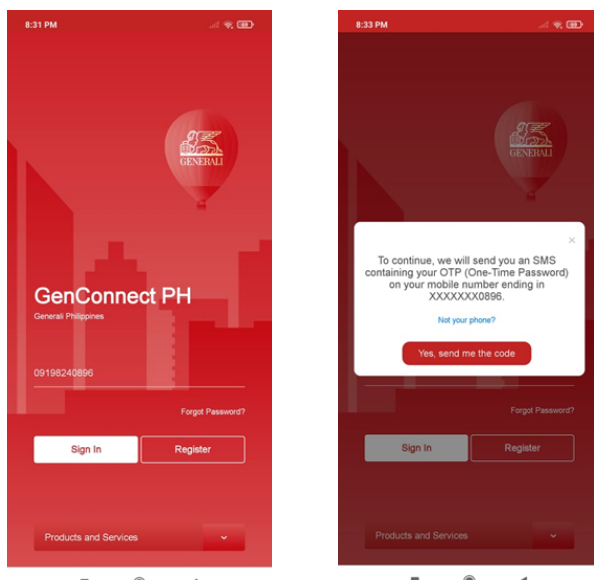 8:31 PM
GENERALI
GenConnect PH
Generali Philippines
09198240896
Forgot Password?
Sign In
Register
Products and Services
8:33 PM
GENERALI
To continue, we will send you an SMS
containing your OTP (One-Time Password)
on your mobile number ending in
XXXXXXX0896.
Not your phone?
Yes, send me the code
Forgot Password?
Sign In
Register
Products and Services